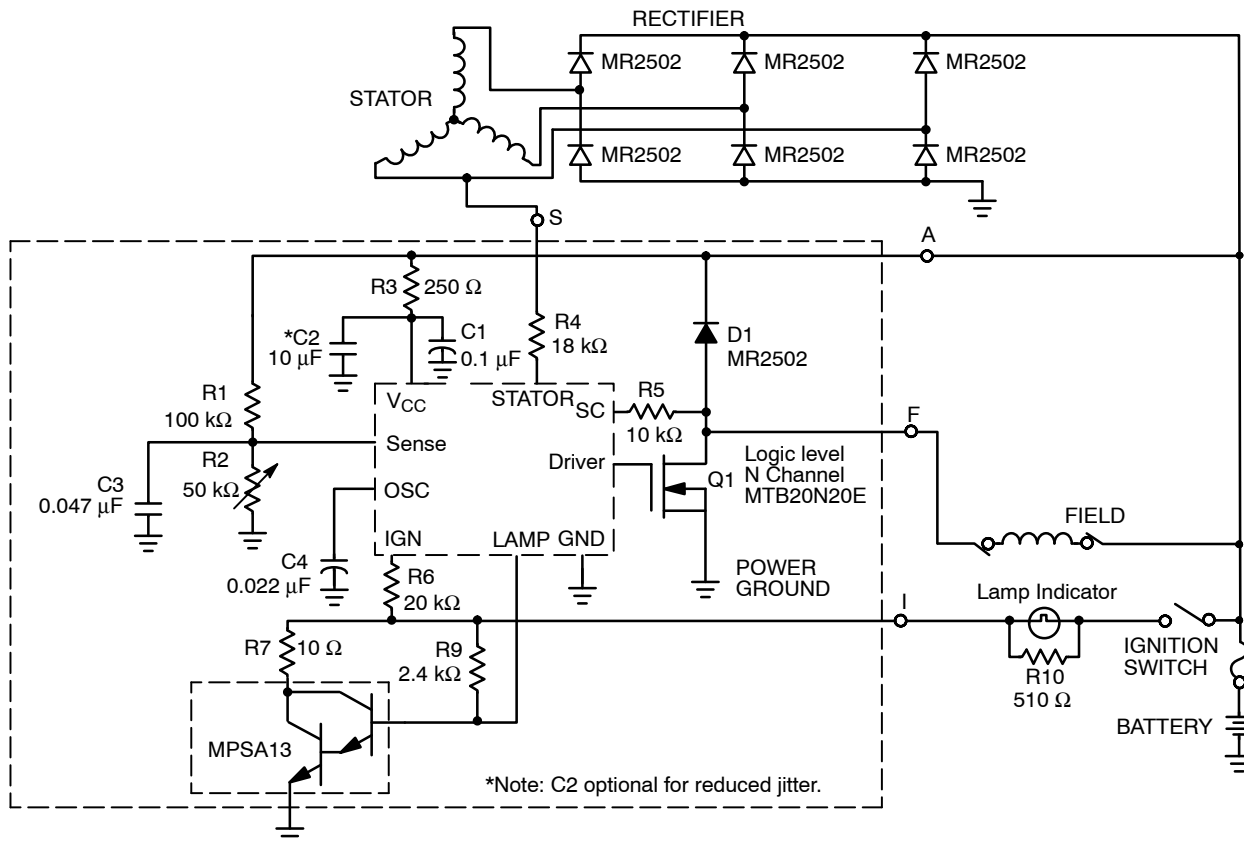 RECTIFIER
MR2502
MR2502
MR2502
STATOR
MR2502
MR2502
MR2502
S
A
R3
250 Ω
*C2
10 μF
C1
0.1 μF
R4
18 kΩ
D1
MR2502
R1
100 kΩ
VCC
STATOR
SC
R5
10 kΩ
F
Sense
R2
50 kΩ
C3
0.047 μF
OSC
Driver
Q1
Logic level
N Channel
MTB20N20E
IGN
LAMP
GND
FIELD
C4
0.022 μF
R6
20 kΩ
POWER
GROUND
I
Lamp Indicator
R7
10 Ω
R9
2.4 kΩ
R10
510 Ω
IGNITION
SWITCH
MPSA13
BATTERY
*Note: C2 optional for reduced jitter.